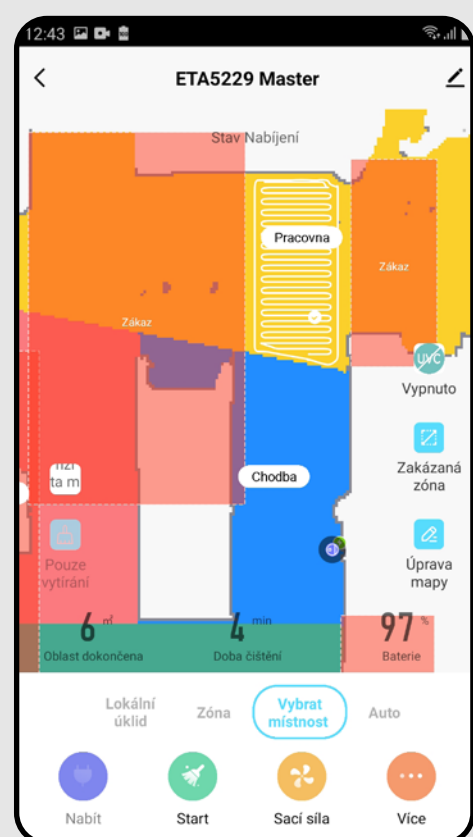 12:43
ETA5229 Master
Stav Nabíjení
Pracovna
Zákaz
Zákaz
UVC
Vypnuto
Chodba
Zakázaná
zóna
ta m
Pouze
vytírání
Úprava
mapy
6 ㎡
4 min
97 %
Oblast dokončena
Doba čištění
Baterie
Lokální
úklid
Zóna
Vybrat
místnost
Auto
Nabít
Start
Sací síla
Více